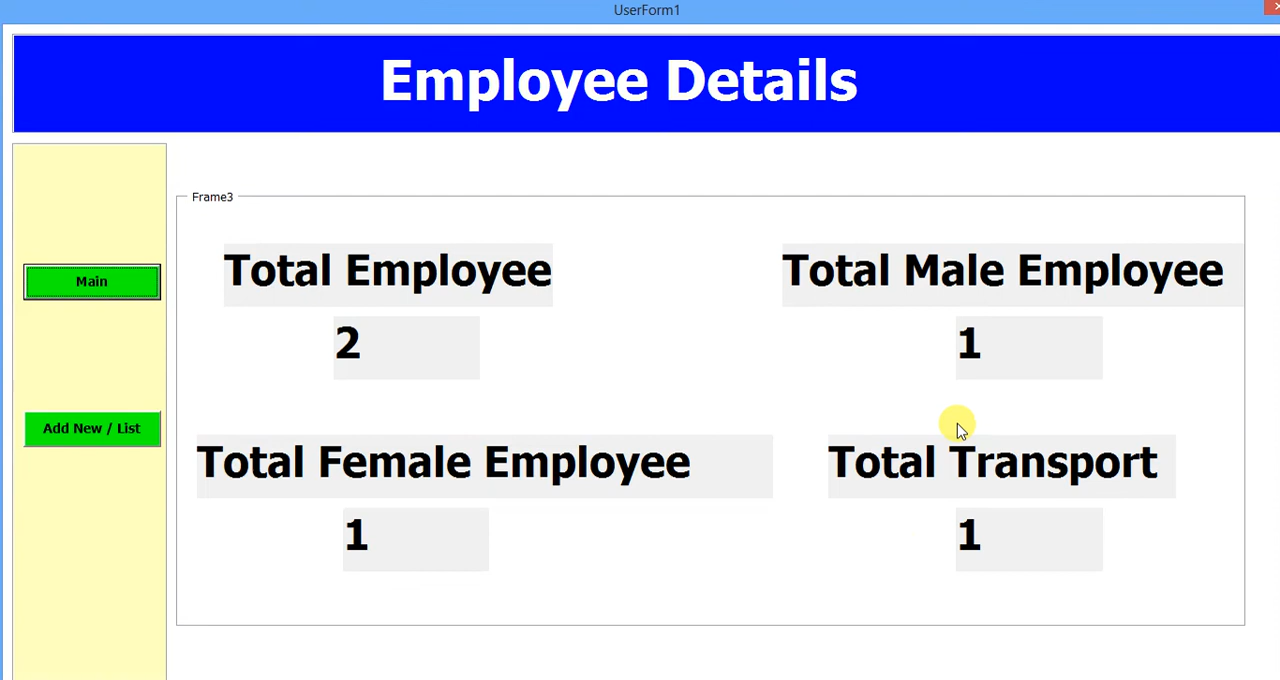 UserForm1
Employee Details
Frame3
Total Employee
Total Male Employee
Main
2
1
Add New / List
Total Female Employee
Total Transport
1
1